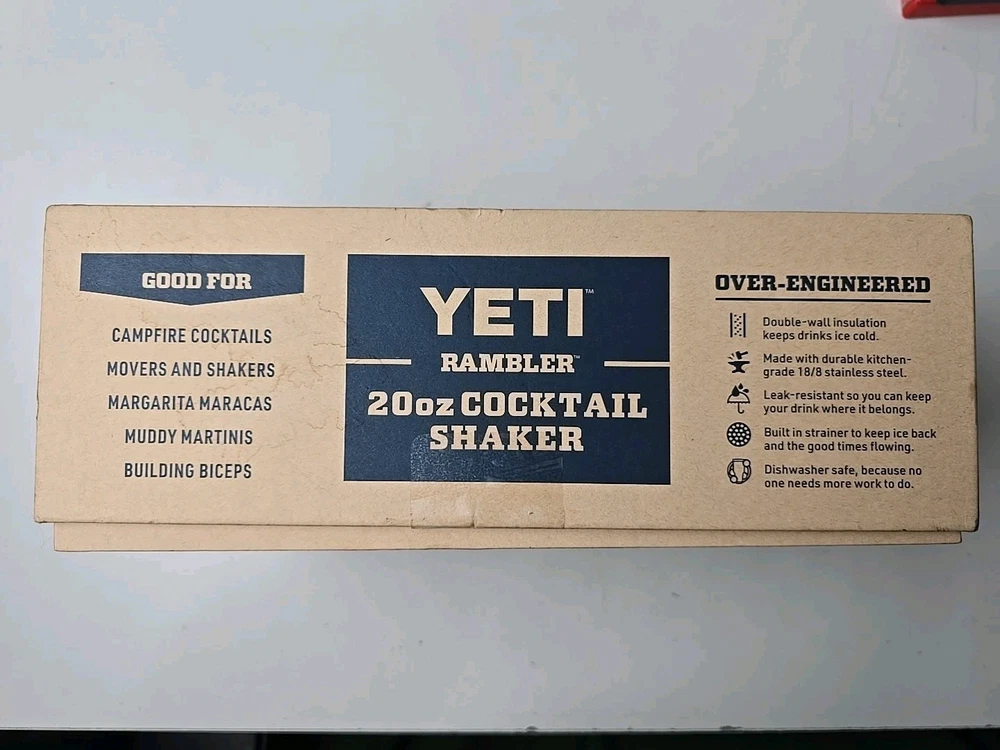 GOOD FOR
CAMPFIRE COCKTAILS
MOVERS AND SHAKERS
MARGARITA MARACAS
MUDDY MARTINIS
BUILDING BICEPS
YETI™
RAMBLER™
20oz COCKTAIL
SHAKER
OVER-ENGINEERED
Double-wall insulation
keeps drinks ice cold.
Made with durable kitchen-
grade 18/8 stainless steel.
Leak-resistant so you can keep
your drink where it belongs.
Built in strainer to keep ice back
and the good times flowing.
Dishwasher safe, because no
one needs more work to do.